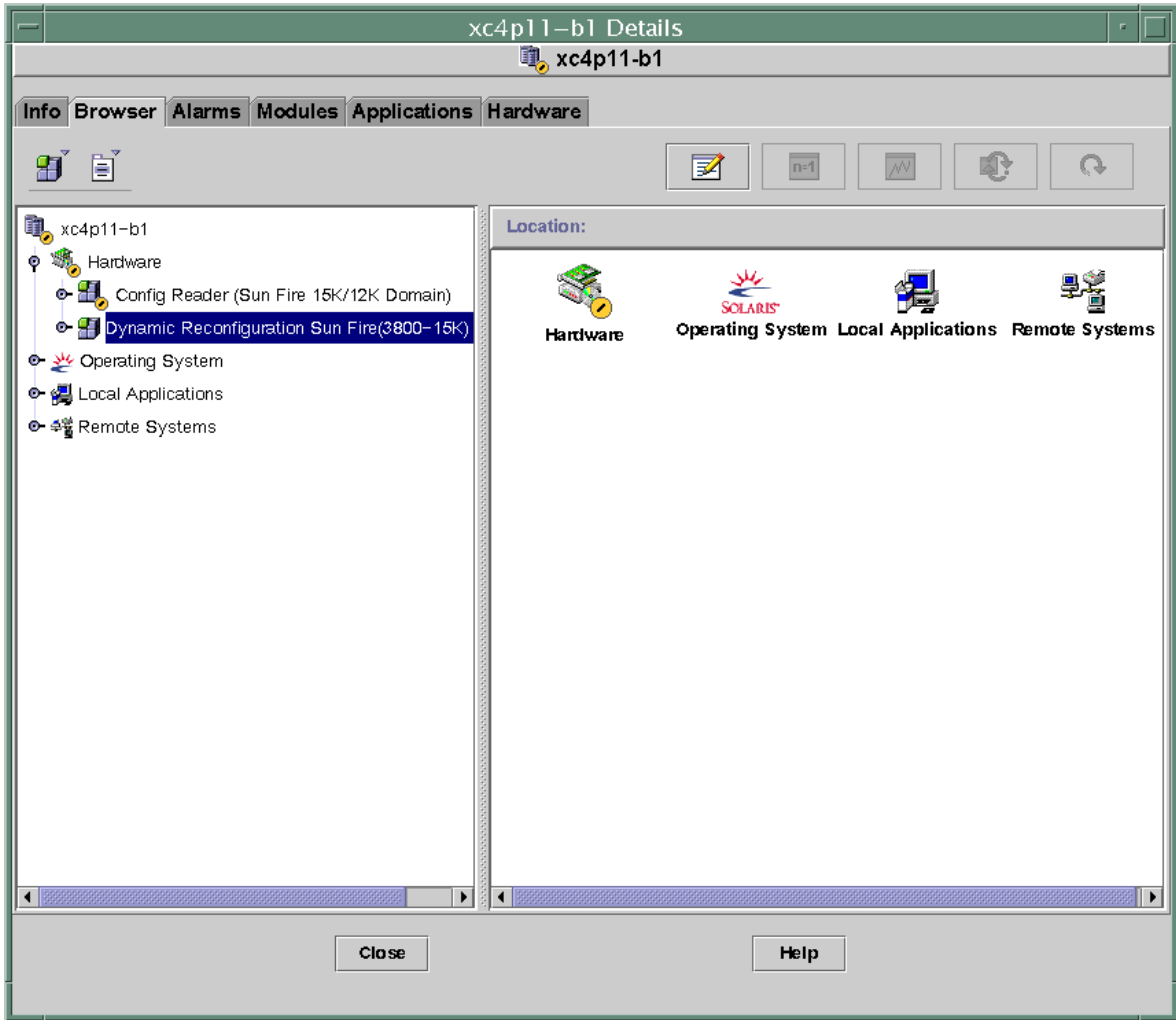 xc4p11-b1 Details
xc4p11-b1
Info Browser Alarms Modules Applications Hardware
n=1
xc4p11-b1
Hardware
Config Reader (Sun Fire 15K/12K Domain)
Dynamic Reconfiguration Sun Fire(3800-15K)
Operating System
Local Applications
Remote Systems
Location:
SOLARIS
Hardware Operating System Local Applications Remote Systems
Close Help